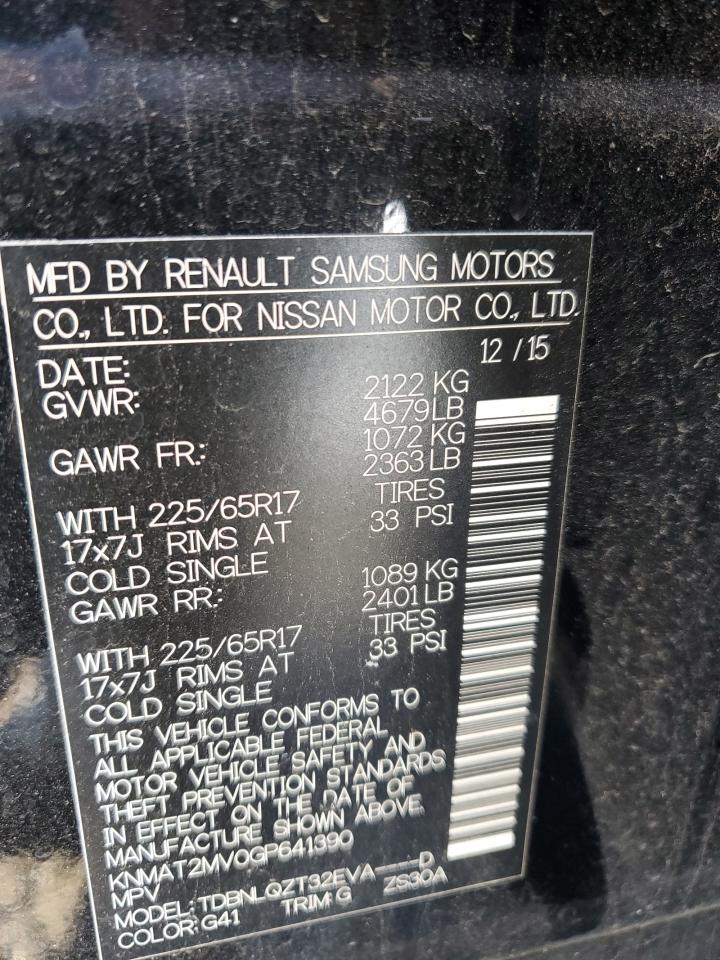 MFD BY RENAULT SAMSUNG MOTORS
CO., LTD. FOR NISSAN MOTOR CO., LTD.
DATE: 12 / 15
GVWR: 2122 KG
4679 LB
GAWR FR.: 1072 KG
2363 LB
WITH 225/65R17 TIRES
17x7J RIMS AT 33 PSI
COLD SINGLE
GAWR RR.: 1089 KG
2401 LB
WITH 225/65R17 TIRES
17x7J RIMS AT 33 PSI
COLD SINGLE
THIS VEHICLE CONFORMS TO
ALL APPLICABLE FEDERAL
MOTOR VEHICLE SAFETY AND
THEFT PREVENTION STANDARDS
IN EFFECT ON THE DATE OF
MANUFACTURE SHOWN ABOVE.
KNMAT2MV0GP641390
MPV
MODEL: TDBNLQZT32EVA-----D
COLOR: G41 TRIM: G ZS30A